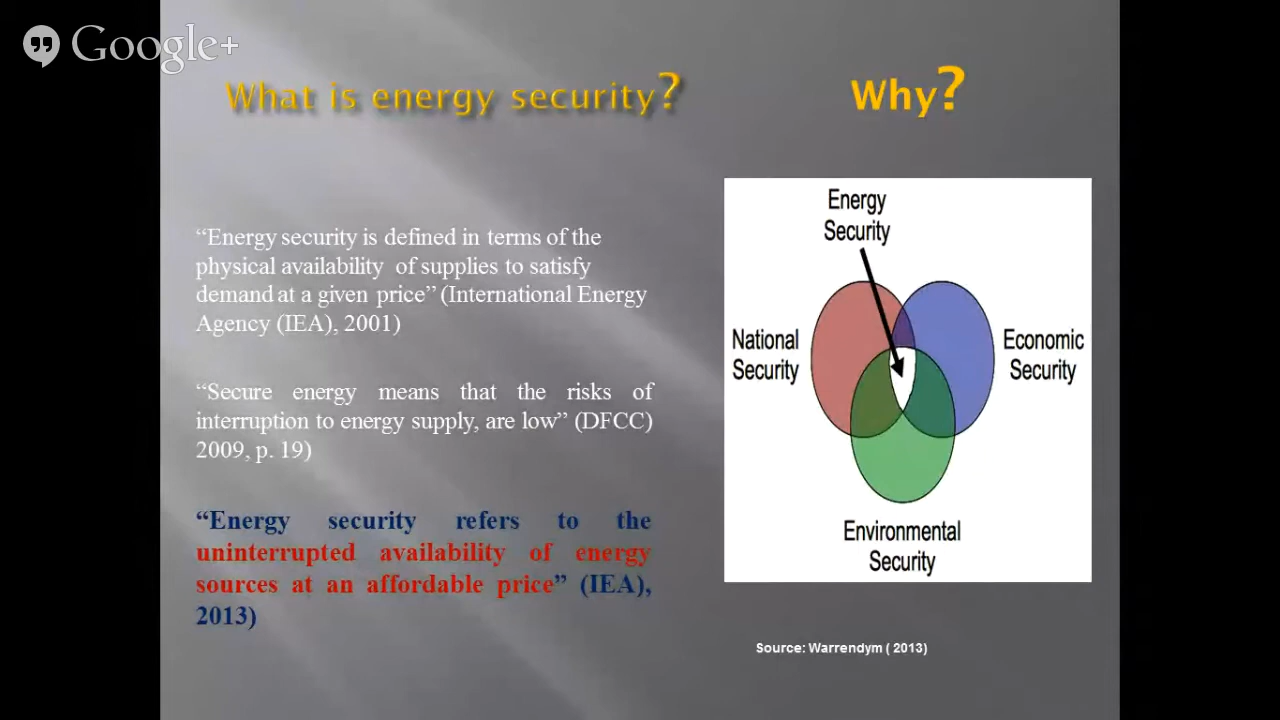 Google+
What is energy security?
Why?
“Energy security is defined in terms of the
physical availability of supplies to satisfy
demand at a given price” (International Energy
Agency (IEA), 2001)
“Secure energy means that the risks of
interruption to energy supply, are low” (DFCC)
2009, p. 19)
“Energy security refers to the
uninterrupted availability of energy
sources at an affordable price” (IEA),
2013)
Energy
Security
National
Security
Economic
Security
Environmental
Security
Source: Warrendym ( 2013)